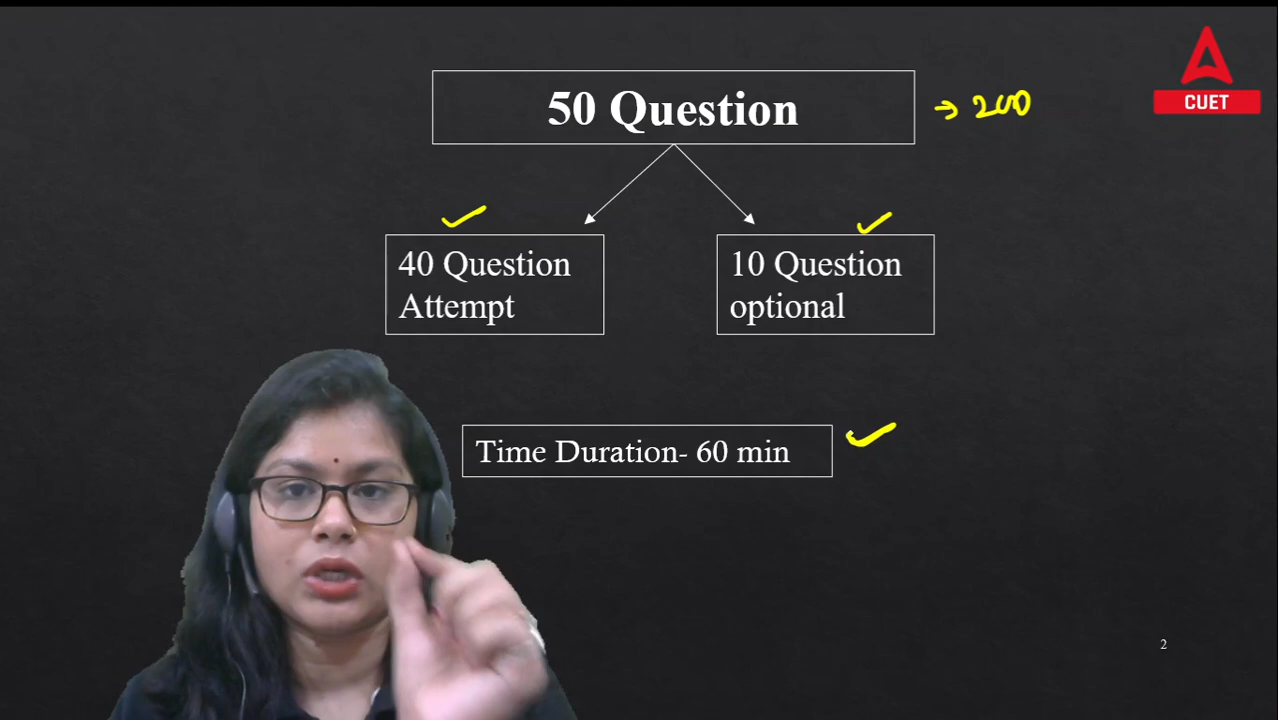 50 Question
→ 200
CUET
40 Question
Attempt
10 Question
optional
Time Duration- 60 min
2